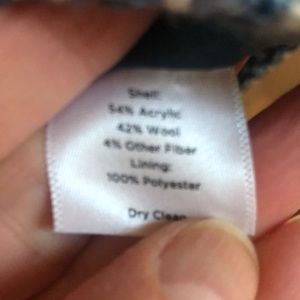 Shell:
54% Acrylic
42% Wool
4% Other Fiber
Lining:
100% Polyester
Dry Clean